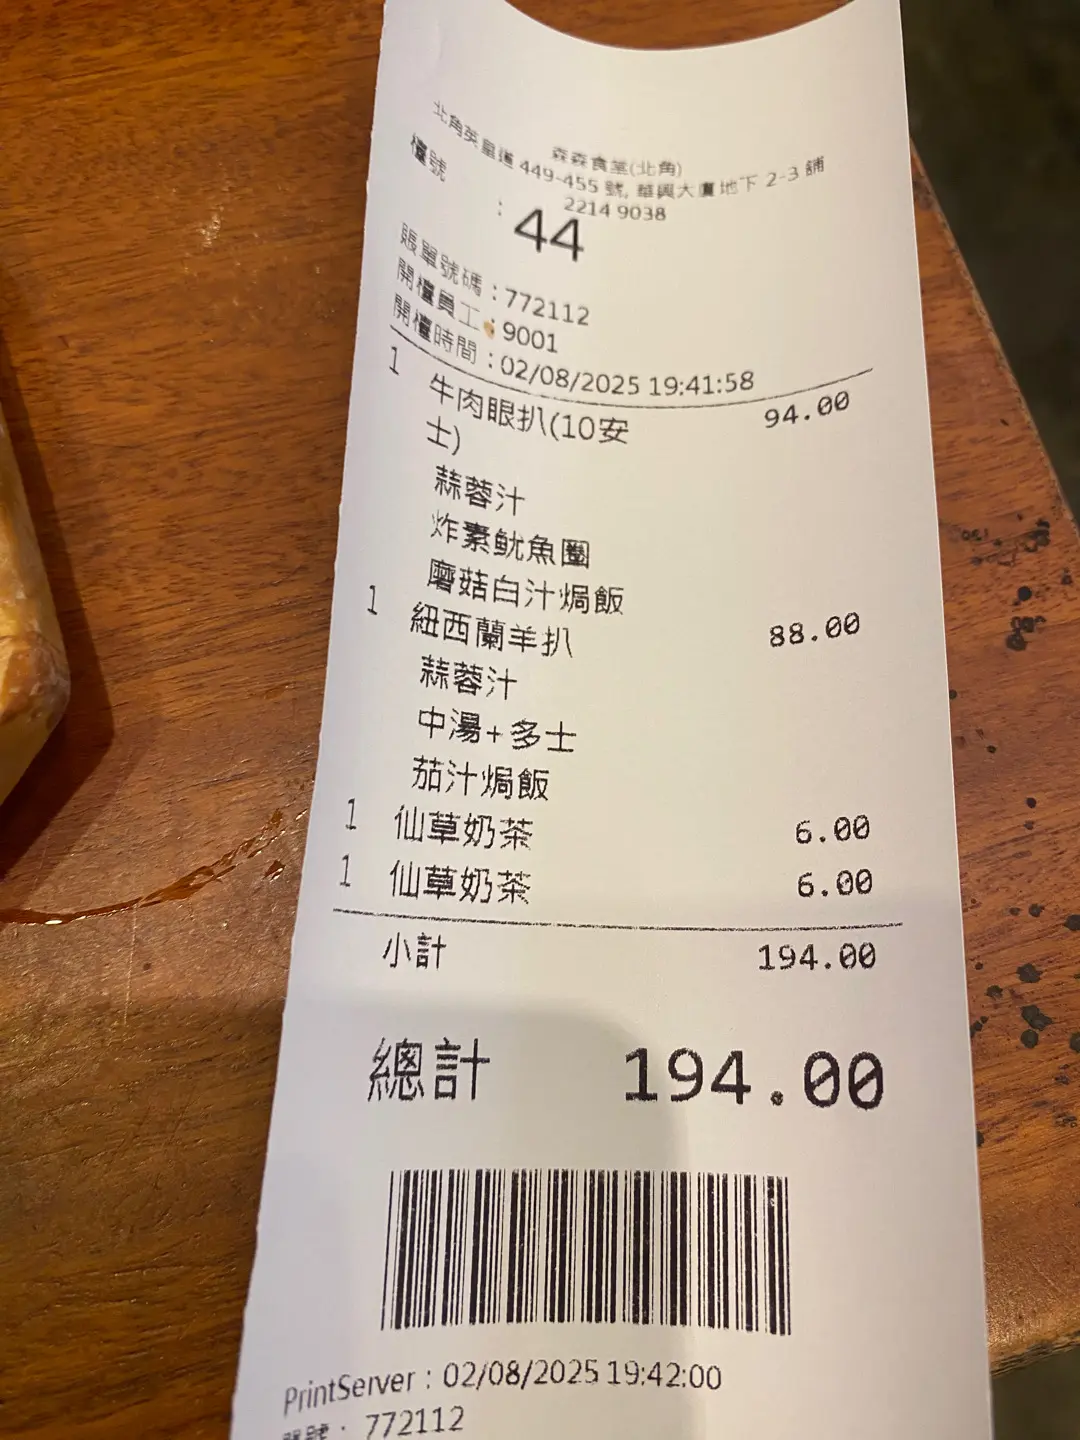 森森食堂(北角)
北角英皇道 449-455 號, 華興大廈地下 2-3 舖
2214 9038
檯號 : 44
賬單號碼 : 772112
開檯員工 : 9001
開檯時間 : 02/08/2025 19:41:58
1 牛肉眼扒(10安 94.00
士)
蒜蓉汁
炸素魷魚圈
磨菇白汁焗飯
1 紐西蘭羊扒 88.00
蒜蓉汁
中湯+多士
茄汁焗飯
1 仙草奶茶 6.00
1 仙草奶茶 6.00
小計 194.00
總計 194.00
PrintServer : 02/08/2025 19:42:00
單號 : 772112